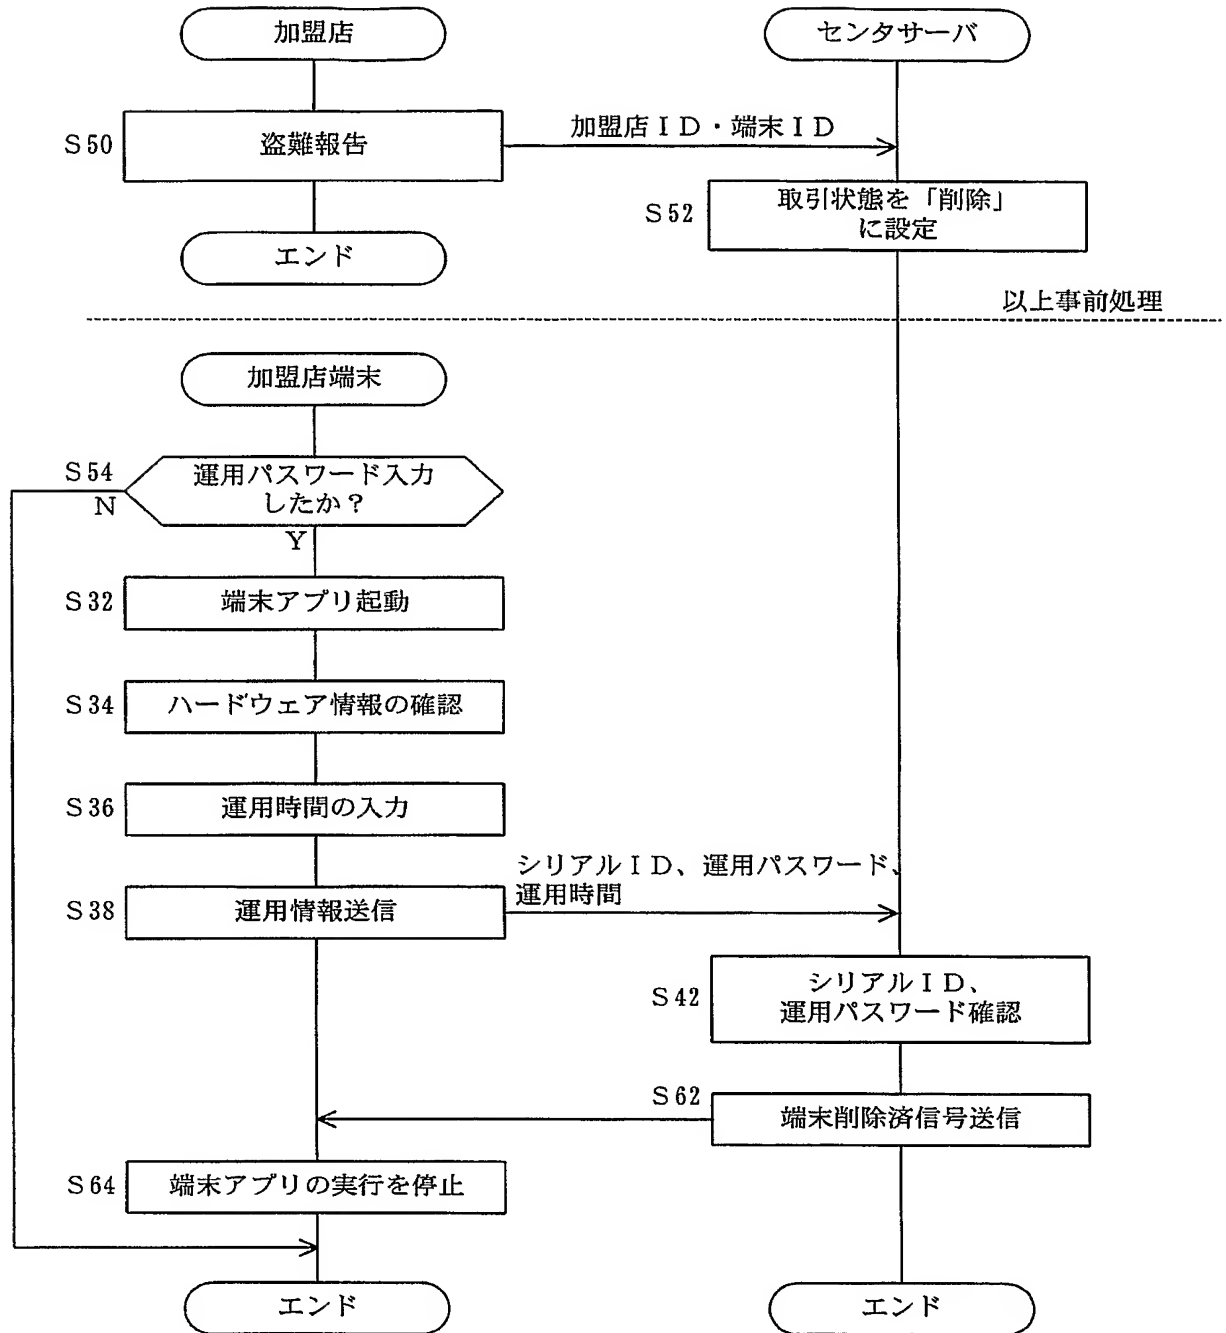 加盟店
センタサーバ
S50
盗難報告
加盟店ID・端末ID
S52
取引状態を「削除」
に設定
エンド
以上事前処理
加盟店端末
S54
運用パスワード入力
したか?
N
Y
S32
端末アプリ起動
S34
ハードウェア情報の確認
S36
運用時間の入力
シリアルID、運用パスワード、
運用時間
S38
運用情報送信
S42
シリアルID、
運用パスワード確認
S62
端末削除済信号送信
S64
端末アプリの実行を停止
エンド
エンド